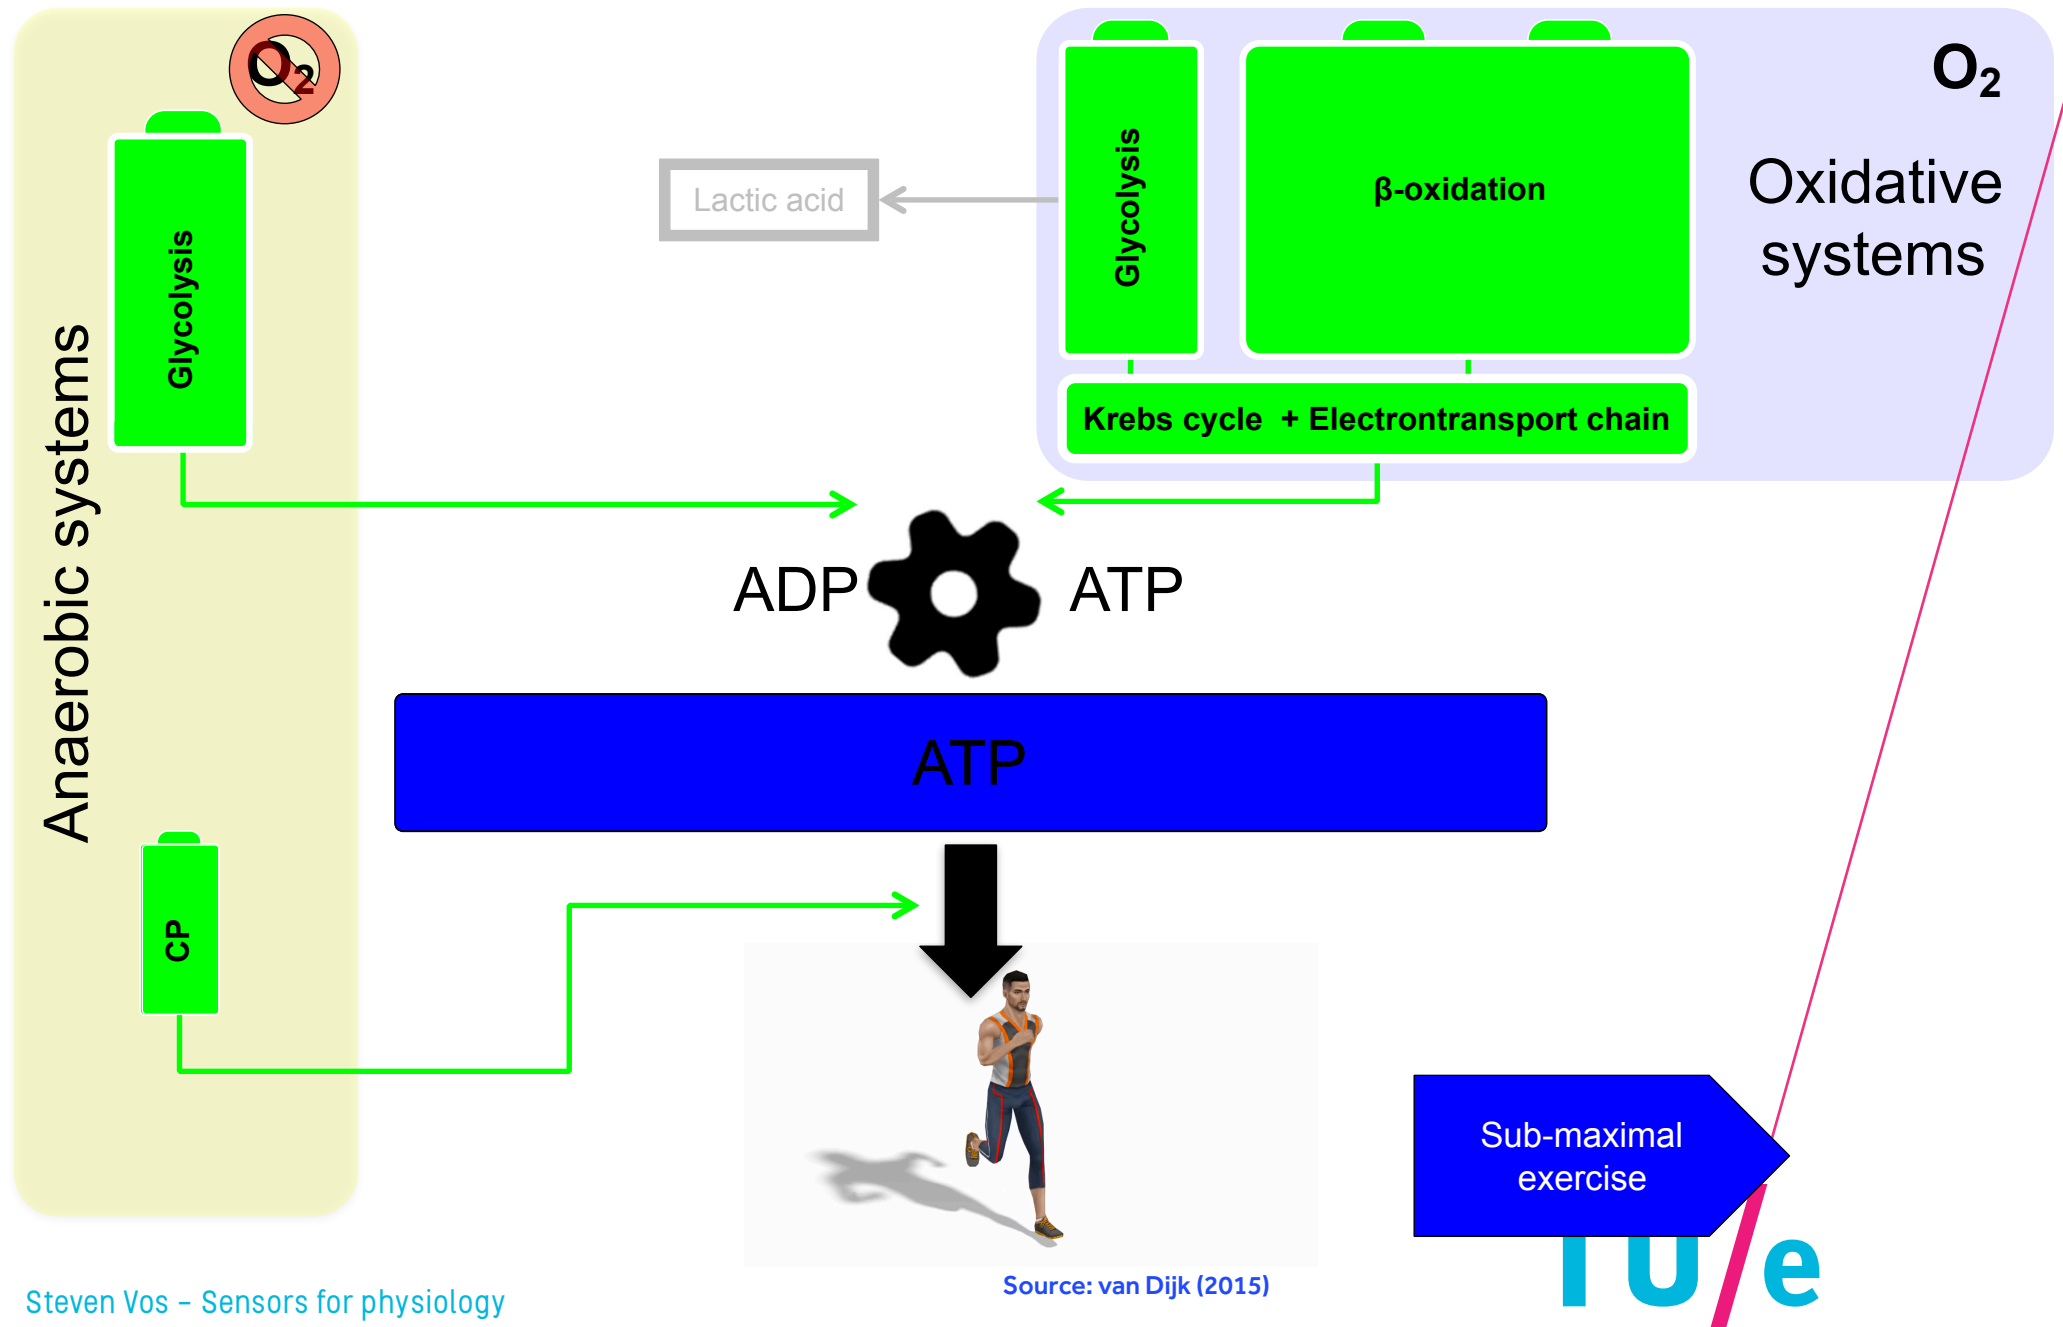 O₂
Glycolysis
Anaerobic systems
CP
Lactic acid
Glycolysis
β-oxidation
O₂
Oxidative
systems
Krebs cycle + Electrontransport chain
ADP
ATP
ATP
Sub-maximal
exercise
Source: van Dijk (2015)
Steven Vos – Sensors for physiology
TU/e